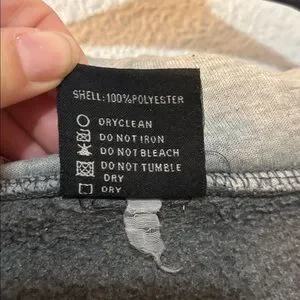 SHELL:100%POLYESTER
DRYCLEAN
DO NOT IRON
DO NOT BLEACH
DO NOT TUMBLE
DRY
DRY